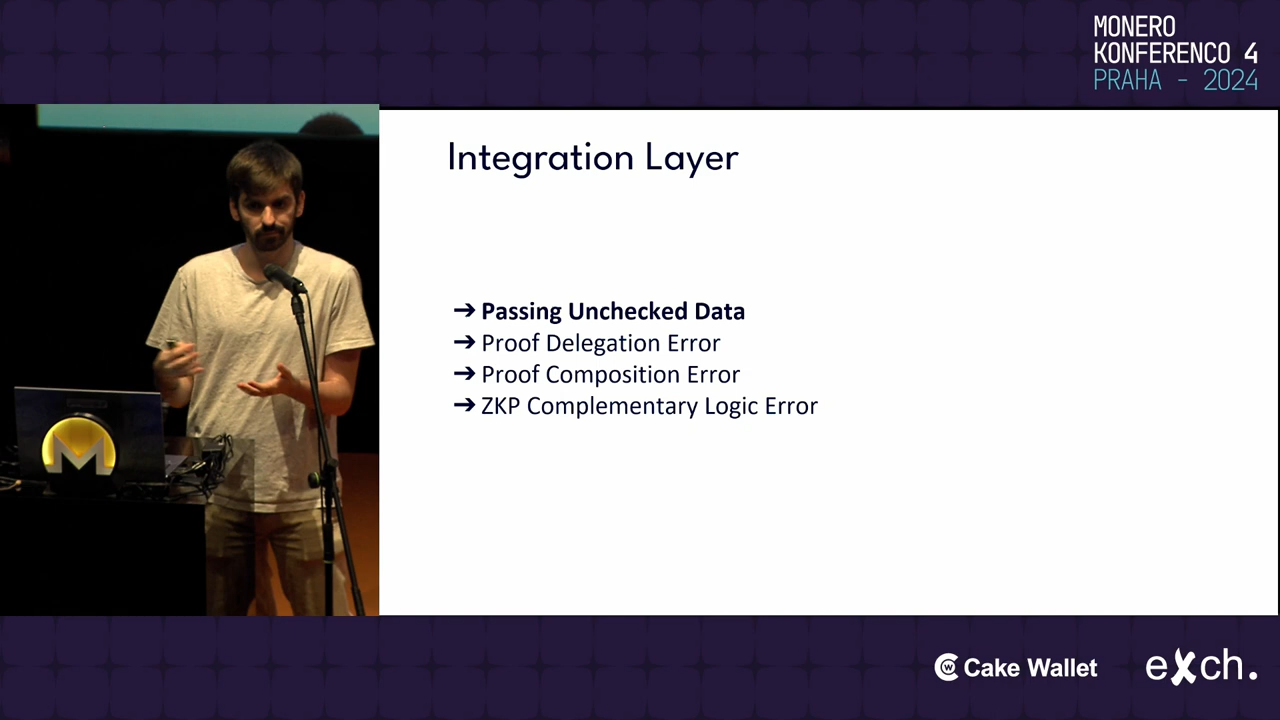 MONERO
KONFERENCO 4
PRAHA - 2024
Integration Layer
➔ Passing Unchecked Data
➔ Proof Delegation Error
➔ Proof Composition Error
➔ ZKP Complementary Logic Error
Cake Wallet
exch.